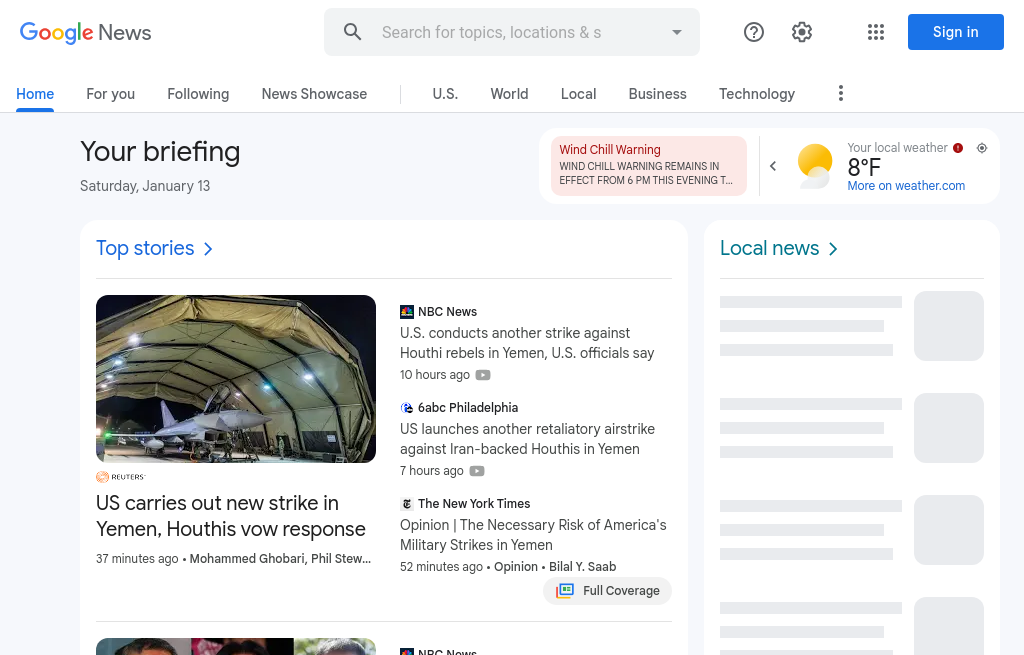 Google News
Search for topics, locations & s
Sign in
Home
For you
Following
News Showcase
U.S.
World
Local
Business
Technology
Your briefing
Saturday, January 13
Wind Chill Warning
WIND CHILL WARNING REMAINS IN
EFFECT FROM 6 PM THIS EVENING T...
Your local weather
8°F
More on weather.com
Top stories
REUTERS
US carries out new strike in
Yemen, Houthis vow response
37 minutes ago • Mohammed Ghobari, Phil Stew...
NBC News
U.S. conducts another strike against
Houthi rebels in Yemen, U.S. officials say
10 hours ago
6abc Philadelphia
US launches another retaliatory airstrike
against Iran-backed Houthis in Yemen
7 hours ago
The New York Times
Opinion | The Necessary Risk of America's
Military Strikes in Yemen
52 minutes ago • Opinion • Bilal Y. Saab
Full Coverage
NBC News
Local news